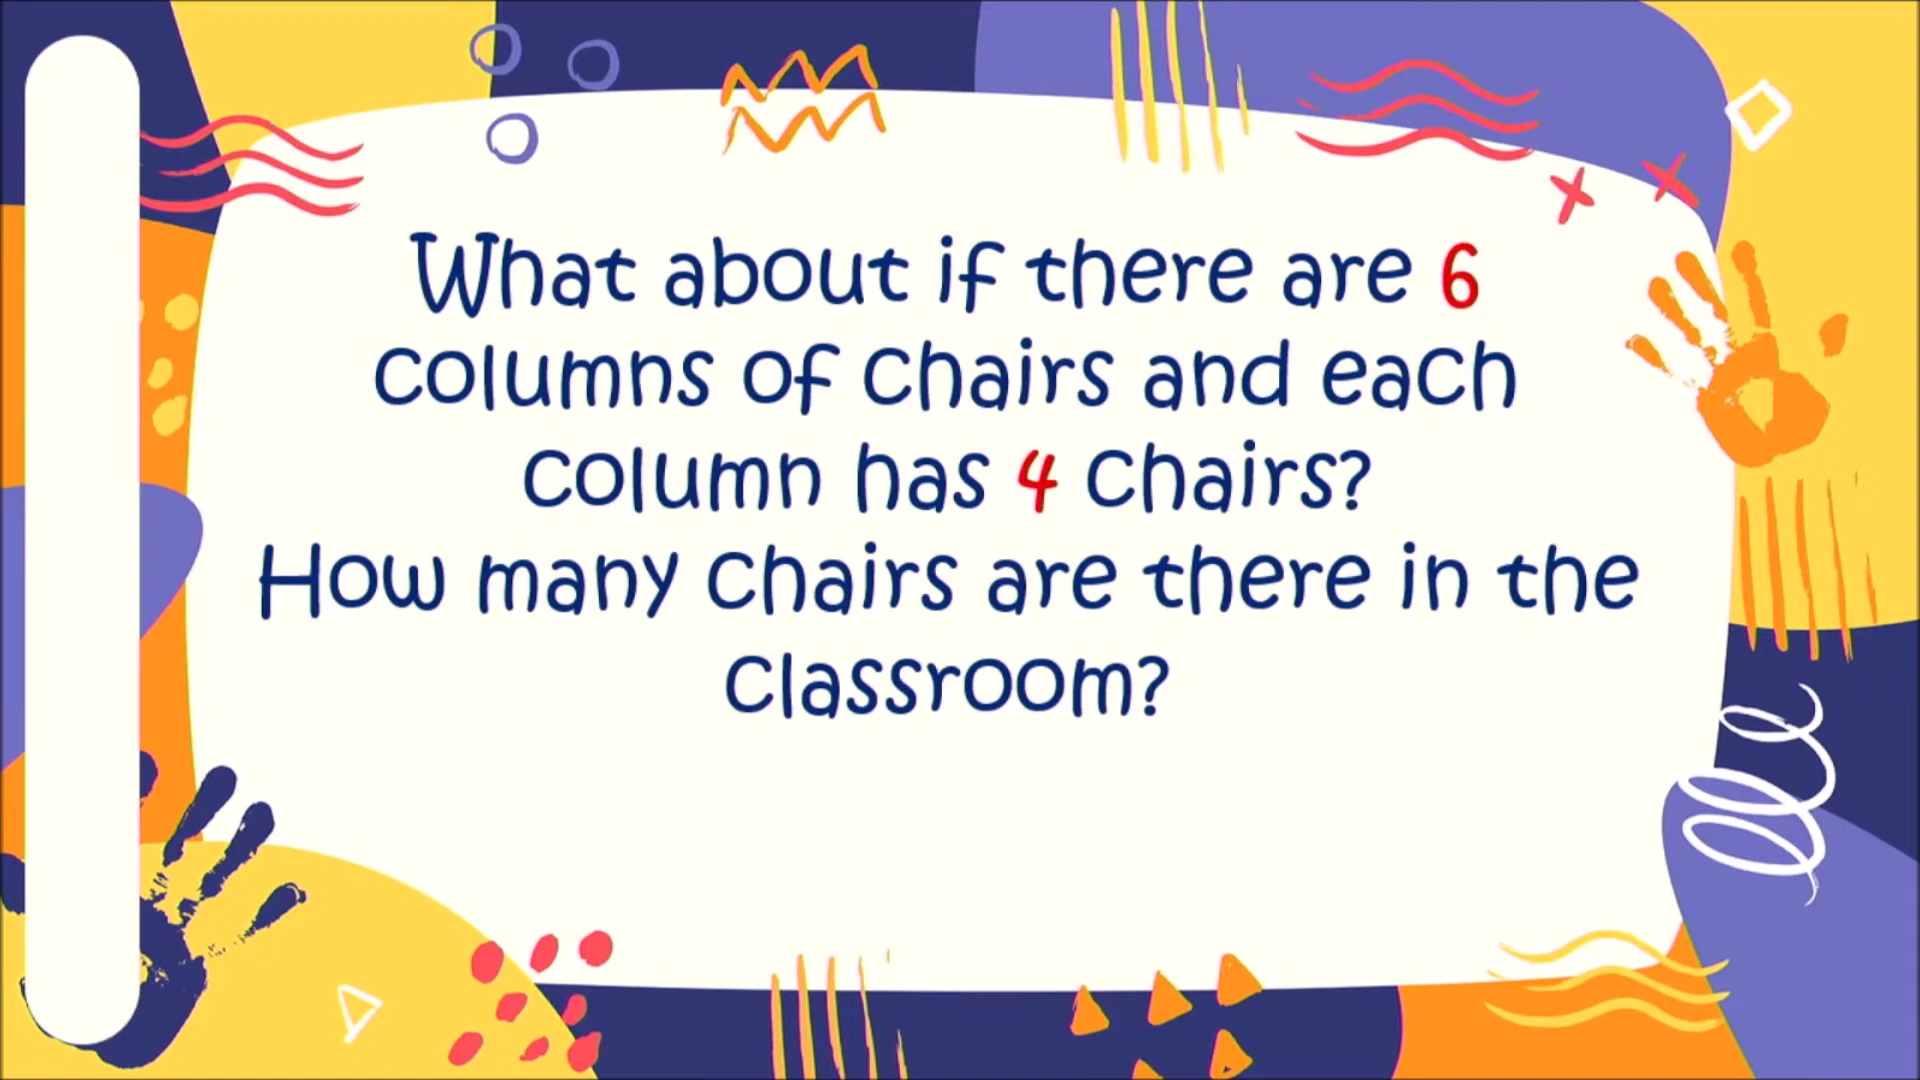 What about if there are 6
columns of chairs and each
column has 4 chairs?
How many chairs are there in the
classroom?